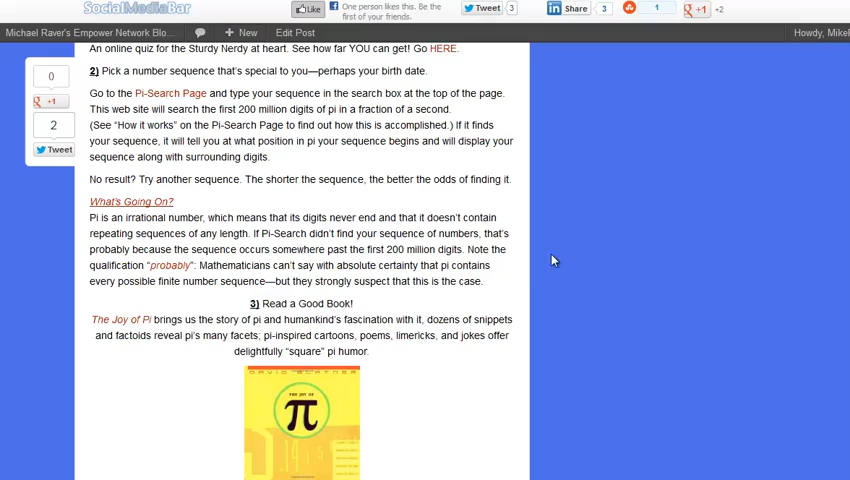 SocialMediaBar
Like
One person likes this. Be the
first of your friends.
Tweet 3
Share 3
1
+1 +2
Michael Raver's Empower Network Blo...
New
Edit Post
Howdy, Mikel
An online quiz for the Sturdy Nerdy at heart. See how far YOU can get! Go HERE.
2) Pick a number sequence that's special to you—perhaps your birth date.
0
+1
2
Tweet
Go to the Pi-Search Page and type your sequence in the search box at the top of the page.
This web site will search the first 200 million digits of pi in a fraction of a second.
(See “How it works” on the Pi-Search Page to find out how this is accomplished.) If it finds
your sequence, it will tell you at what position in pi your sequence begins and will display your
sequence along with surrounding digits.
No result? Try another sequence. The shorter the sequence, the better the odds of finding it.
What's Going On?
Pi is an irrational number, which means that its digits never end and that it doesn't contain
repeating sequences of any length. If Pi-Search didn't find your sequence of numbers, that's
probably because the sequence occurs somewhere past the first 200 million digits. Note the
qualification “probably”: Mathematicians can't say with absolute certainty that pi contains
every possible finite number sequence—but they strongly suspect that this is the case.
3) Read a Good Book!
The Joy of Pi brings us the story of pi and humankind's fascination with it, dozens of snippets
and factoids reveal pi's many facets; pi-inspired cartoons, poems, limericks, and jokes offer
delightfully “square” pi humor.
DAVID BLATNER
THE JOY OF
π